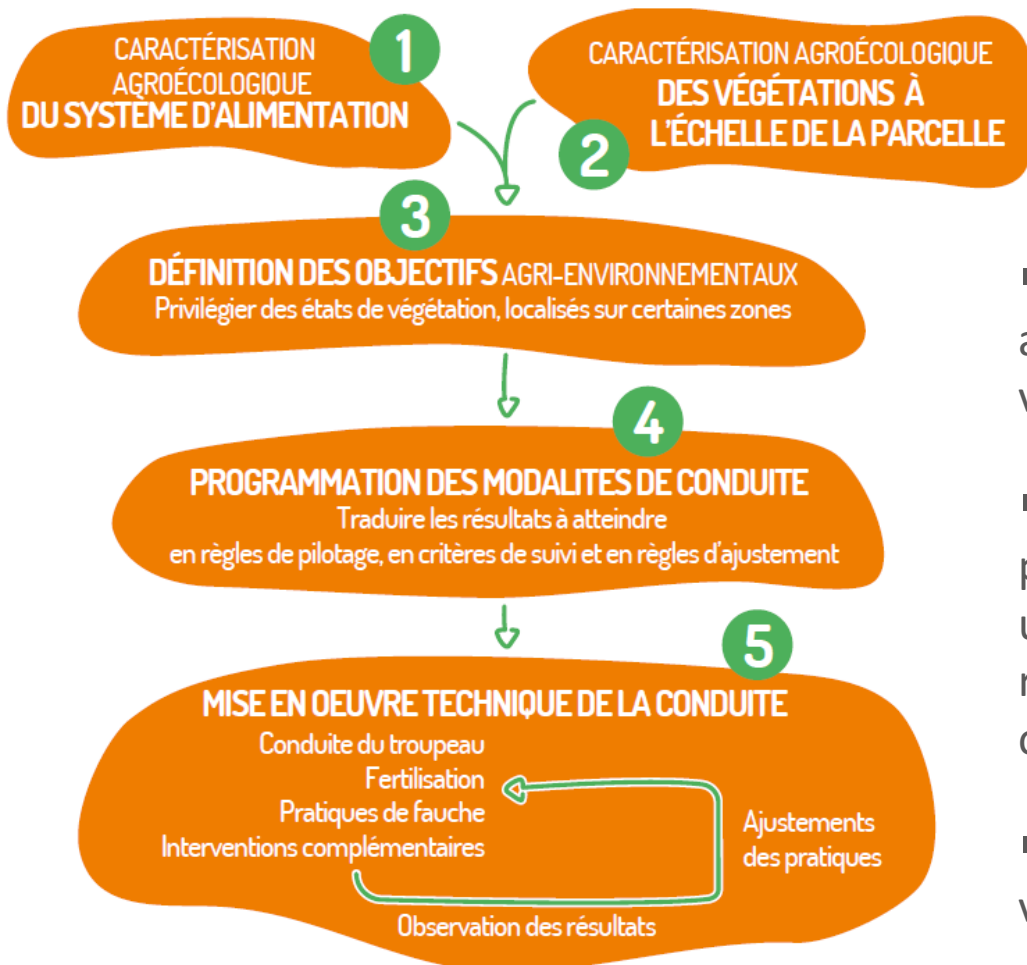 CARACTÉRISATION
AGROÉCOLOGIQUE
DU SYSTÈME D'ALIMENTATION
1
CARACTÉRISATION AGROÉCOLOGIQUE
DES VÉGÉTATIONS À
L'ÉCHELLE DE LA PARCELLE
2
3
DÉFINITION DES OBJECTIFS AGRI-ENVIRONNEMENTAUX
Privilégier des états de végétation, localisés sur certaines zones
4
PROGRAMMATION DES MODALITES DE CONDUITE
Traduire les résultats à atteindre
en règles de pilotage, en critères de suivi et en règles d'ajustement
5
MISE EN OEUVRE TECHNIQUE DE LA CONDUITE
Conduite du troupeau
Fertilisation
Pratiques de fauche
Interventions complémentaires
Ajustements
des pratiques
Observation des résultats